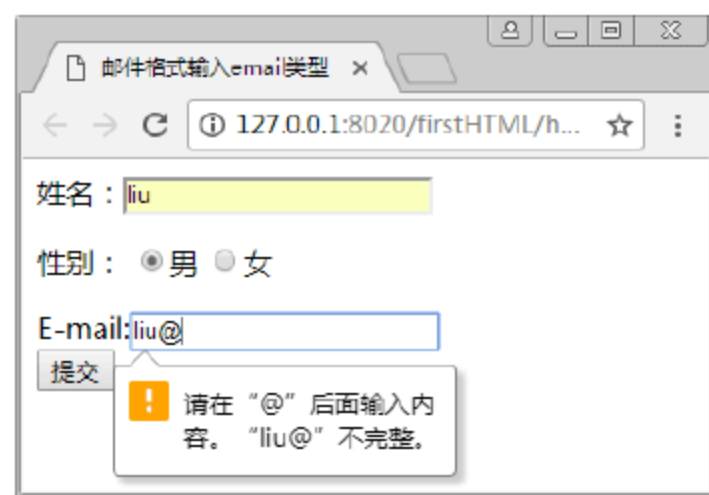 邮件格式输入email类型
127.0.0.1:8020/firstHTML/h...
姓名：liu
性别： 男 女
E-mail:liu@
提交
请在“@”后面输入内
容。“liu@”不完整。